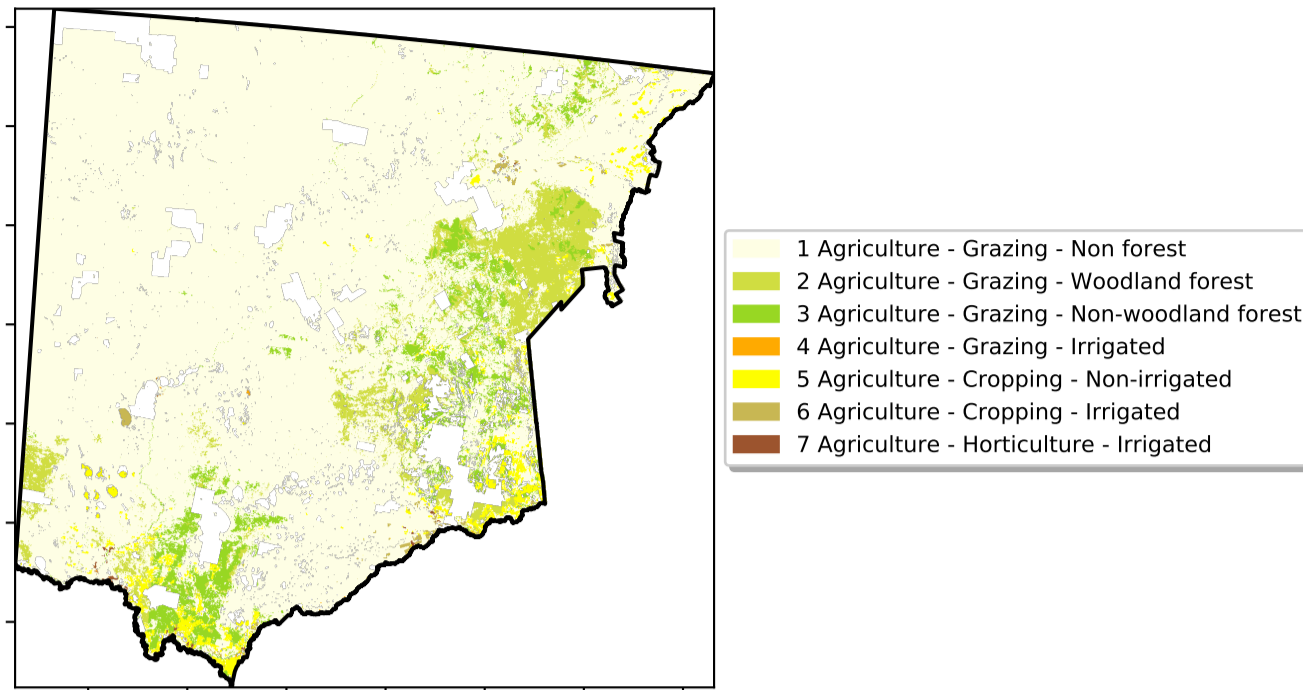 1 Agriculture - Grazing - Non forest
2 Agriculture - Grazing - Woodland forest
3 Agriculture - Grazing - Non-woodland forest
4 Agriculture - Grazing - Irrigated
5 Agriculture - Cropping - Non-irrigated
6 Agriculture - Cropping - Irrigated
7 Agriculture - Horticulture - Irrigated